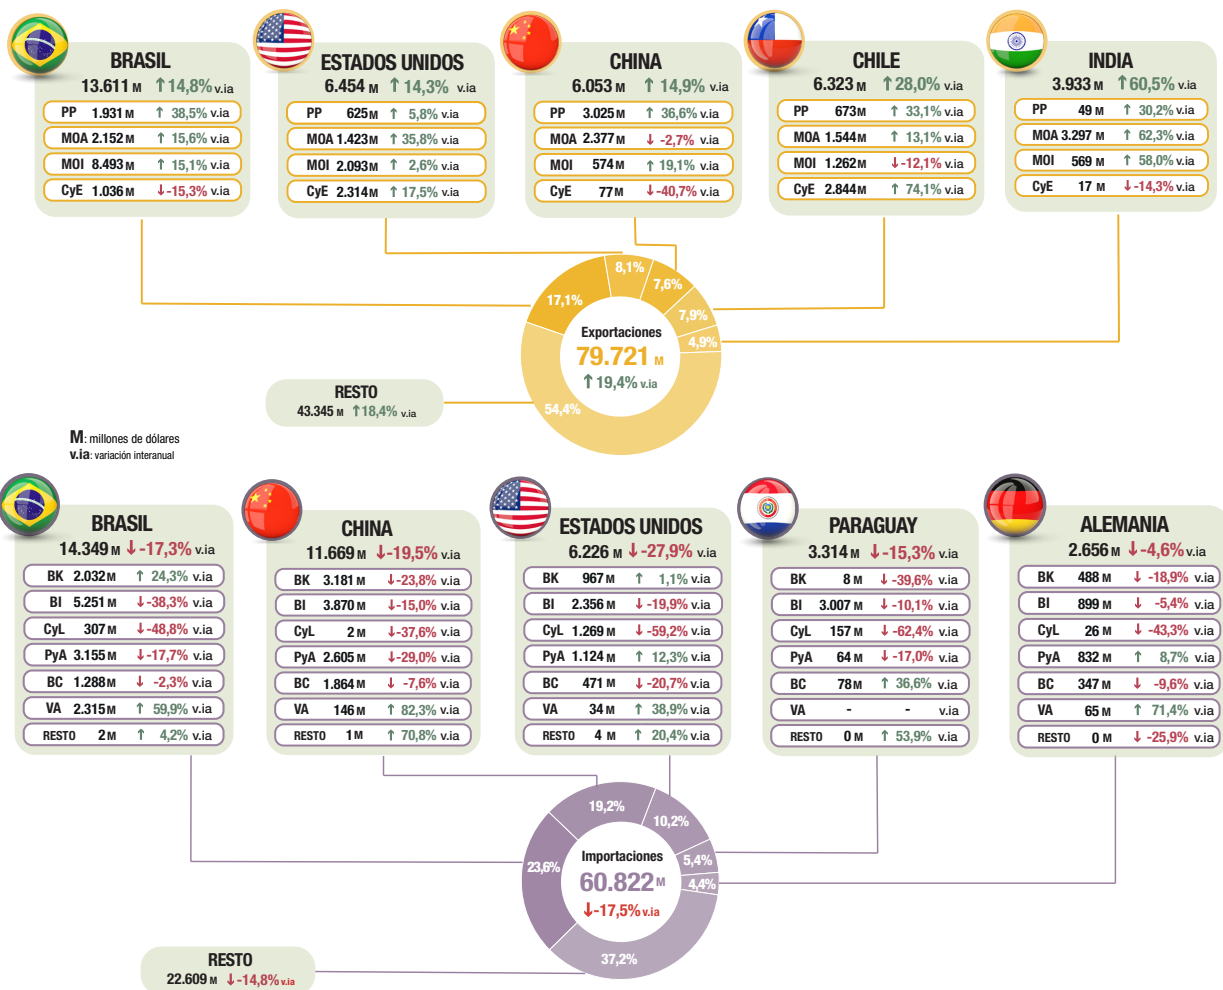 BRASIL
13.611 M ↑14,8% v.ia
PP 1.931 M ↑ 38,5% v.ia
MOA 2.152 M ↑ 15,6% v.ia
MOI 8.493 M ↑ 15,1% v.ia
CyE 1.036 M ↓-15,3% v.ia
ESTADOS UNIDOS
6.454 M ↑14,3% v.ia
PP 625 M ↑ 5,8% v.ia
MOA 1.423 M ↑ 35,8% v.ia
MOI 2.093 M ↑ 2,6% v.ia
CyE 2.314 M ↑ 17,5% v.ia
CHINA
6.053 M ↑ 14,9% v.ia
PP 3.025 M ↑ 36,6% v.ia
MOA 2.377 M ↓ -2,7% v.ia
MOI 574 M ↑ 19,1% v.ia
CyE 77 M ↓-40,7% v.ia
CHILE
6.323 M ↑28,0% v.ia
PP 673 M ↑ 33,1% v.ia
MOA 1.544 M ↑ 13,1% v.ia
MOI 1.262 M ↓-12,1% v.ia
CyE 2.844 M ↑ 74,1% v.ia
INDIA
3.933 M ↑60,5% v.ia
PP 49 M ↑ 30,2% v.ia
MOA 3.297 M ↑ 62,3% v.ia
MOI 569 M ↑ 58,0% v.ia
CyE 17 M ↓-14,3% v.ia
8,1%
7,6%
17,1%
7,9%
4,9%
Exportaciones
79.721 M
↑19,4% v.ia
54,4%
RESTO
43.345 M ↑18,4% v.ia
M: millones de dólares
v.ia: variación interanual
BRASIL
14.349 M ↓-17,3% v.ia
BK 2.032 M ↑ 24,3% v.ia
BI 5.251 M ↓-38,3% v.ia
CyL 307 M ↓-48,8% v.ia
PyA 3.155 M ↓-17,7% v.ia
BC 1.288 M ↓ -2,3% v.ia
VA 2.315 M ↑ 59,9% v.ia
RESTO 2 M ↑ 4,2% v.ia
CHINA
11.669 M ↓-19,5% v.ia
BK 3.181 M ↓-23,8% v.ia
BI 3.870 M ↓-15,0% v.ia
CyL 2 M ↓-37,6% v.ia
PyA 2.605 M ↓-29,0% v.ia
BC 1.864 M ↓ -7,6% v.ia
VA 146 M ↑ 82,3% v.ia
RESTO 1 M ↑ 70,8% v.ia
ESTADOS UNIDOS
6.226 M ↓-27,9% v.ia
BK 967 M ↑ 1,1% v.ia
BI 2.356 M ↓-19,9% v.ia
CyL 1.269 M ↓-59,2% v.ia
PyA 1.124 M ↑ 12,3% v.ia
BC 471 M ↓-20,7% v.ia
VA 34 M ↑ 38,9% v.ia
RESTO 4 M ↑ 20,4% v.ia
PARAGUAY
3.314 M ↓-15,3% v.ia
BK 8 M ↓ -39,6% v.ia
BI 3.007 M ↓ -10,1% v.ia
CyL 157 M ↓ -62,4% v.ia
PyA 64 M ↓ -17,0% v.ia
BC 78 M ↑ 36,6% v.ia
VA - - v.ia
RESTO 0 M ↑ 53,9% v.ia
ALEMANIA
2.656 M ↓-4,6% v.ia
BK 488 M ↓ -18,9% v.ia
BI 899 M ↓ -5,4% v.ia
CyL 26 M ↓ -43,3% v.ia
PyA 832 M ↑ 8,7% v.ia
BC 347 M ↓ -9,6% v.ia
VA 65 M ↑ 71,4% v.ia
RESTO 0 M ↓ -25,9% v.ia
19,2%
10,2%
23,6%
5,4%
4,4%
Importaciones
60.822 M
↓-17,5% v.ia
37,2%
RESTO
22.609 M ↓-14,8% v.ia